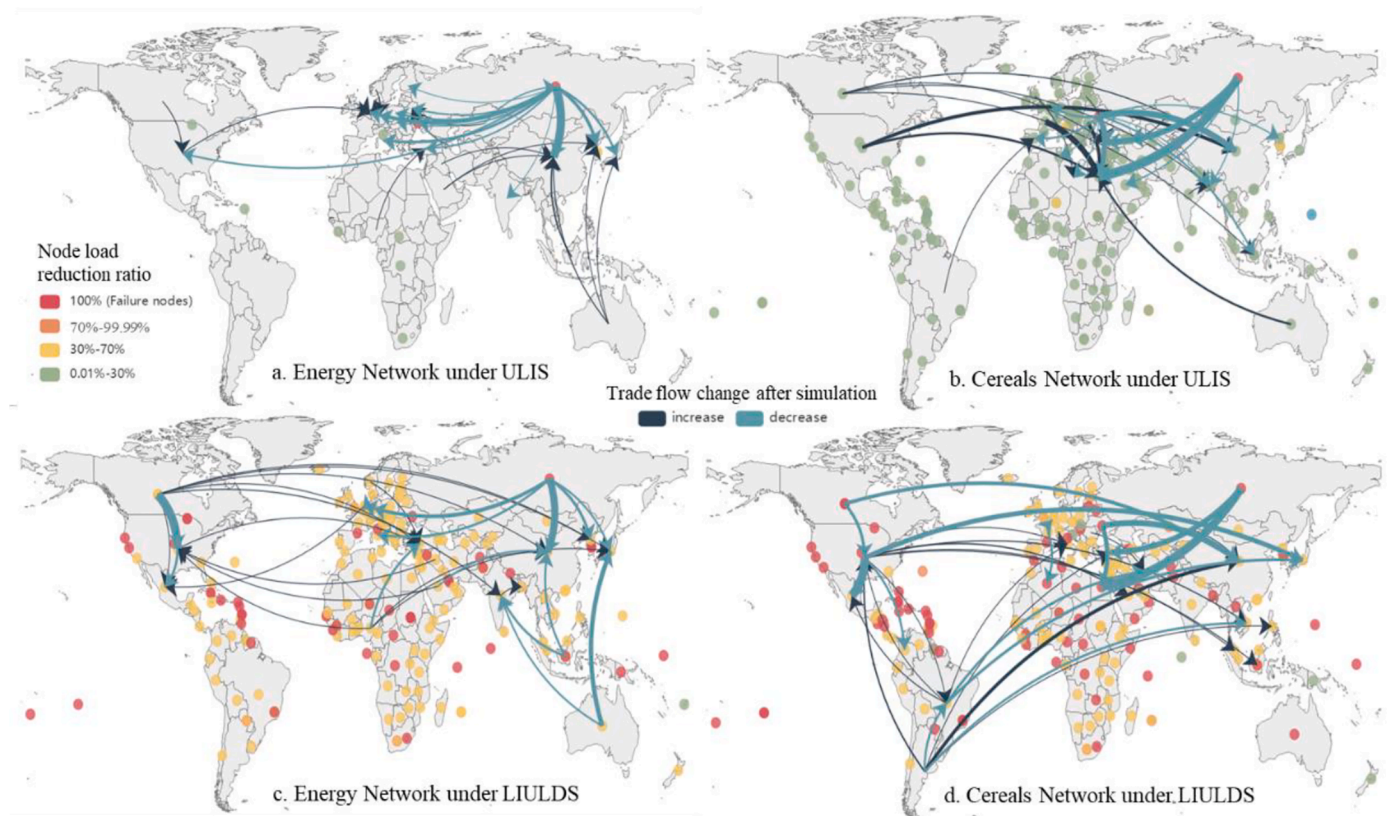 Node load
reduction ratio
100% (Failure nodes)
70%-99.99%
30%-70%
0.01%-30%
a. Energy Network under ULIS
b. Cereals Network under ULIS
Trade flow change after simulation
increase
decrease
c. Energy Network under LIULDS
d. Cereals Network under LIULDS